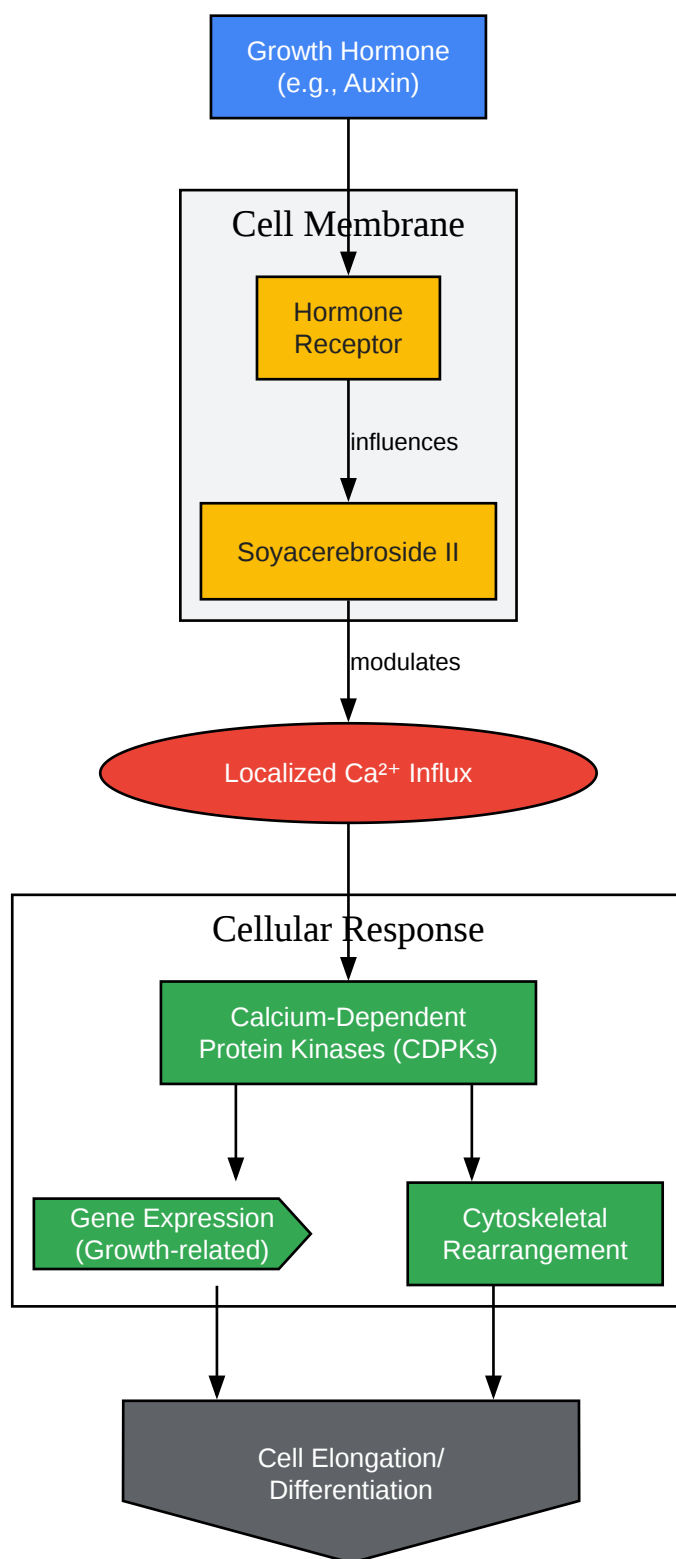 Growth Hormone
(e.g., Auxin)
Cell Membrane
Hormone
Receptor
influences
Soyacerebroside II
modulates
Localized Ca²⁺ Influx
Cellular Response
Calcium-Dependent
Protein Kinases (CDPKs)
Gene Expression
(Growth-related)
Cytoskeletal
Rearrangement
Cell Elongation/
Differentiation